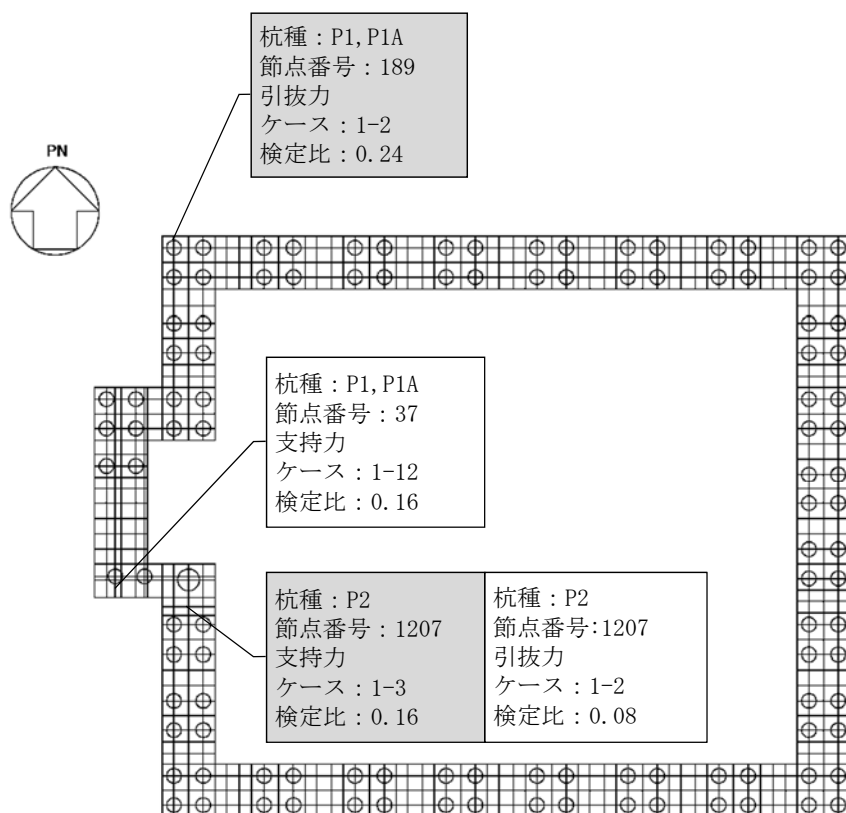 杭種：P1,P1A
節点番号：189
引抜力
ケース：1-2
検定比：0.24
PN
杭種：P1,P1A
節点番号：37
支持力
ケース：1-12
検定比：0.16
杭種：P2
節点番号：1207
支持力
ケース：1-3
検定比：0.16
杭種：P2
節点番号:1207
引抜力
ケース：1-2
検定比：0.08